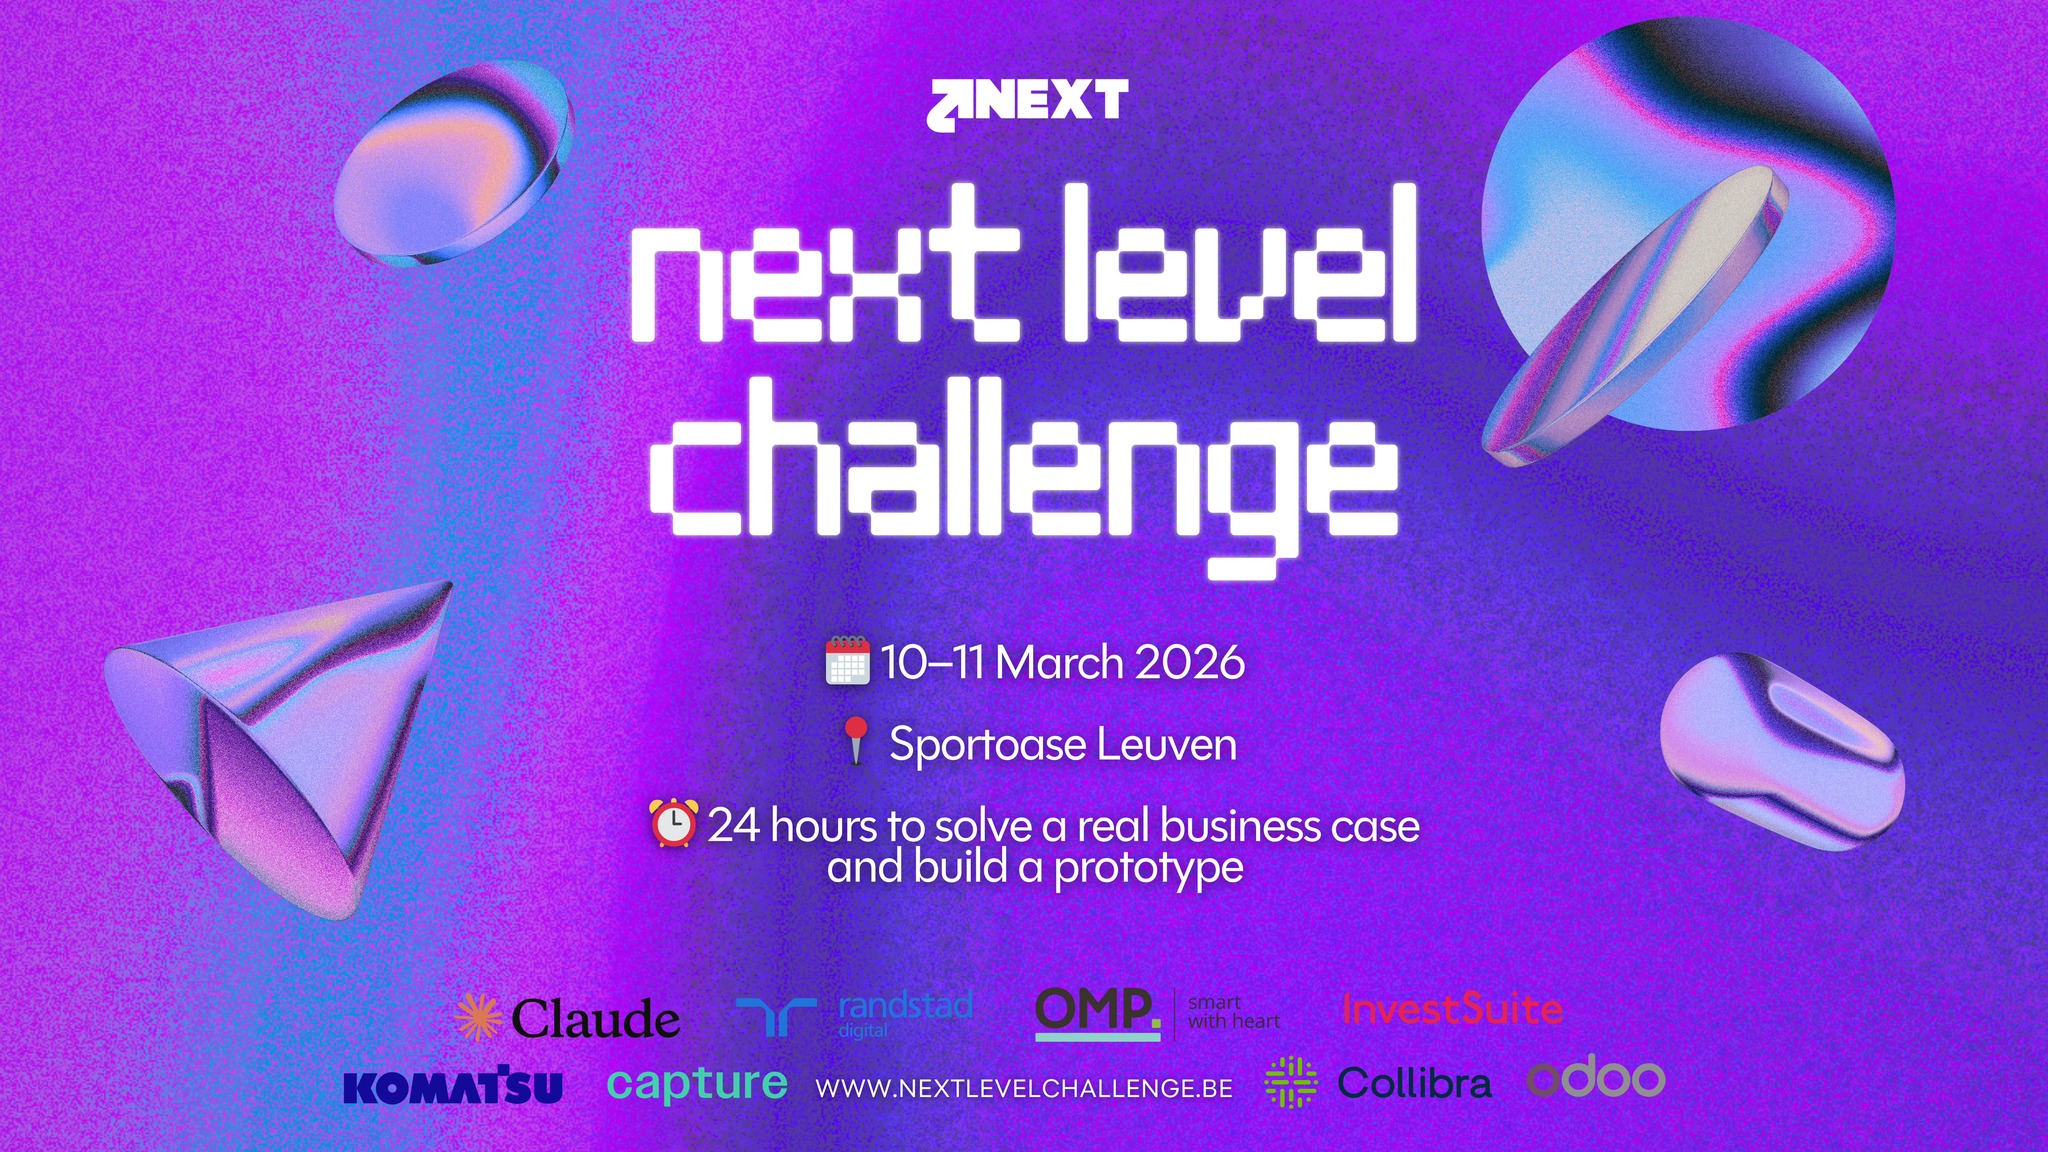 NEXT
next level
challenge
10–11 March 2026
Sportoase Leuven
24 hours to solve a real business case
and build a prototype
Claude
randstad
digital
OMP.
smart
with heart
InvestSuite
KOMATSU
capture
WWW.NEXTLEVELCHALLENGE.BE
Collibra
odoo